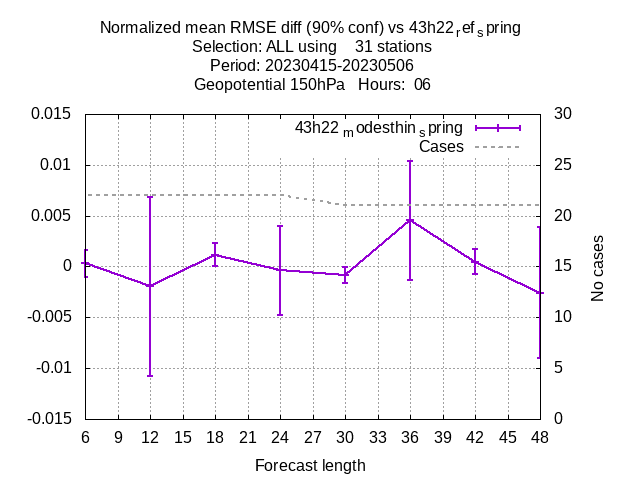 Normalized mean RMSE diff (90% conf) vs 43h22refspring
Selection: ALL using 31 stations
Period: 20230415-20230506
Geopotential 150hPa Hours: 06
0.015 30
43h22modesthinspring
Cases
0.01 25
0.005 20
0 15
-0.005 10
-0.01 5
-0.015 0
No cases
6 9 12 15 18 21 24 27 30 33 36 39 42 45 48
Forecast length